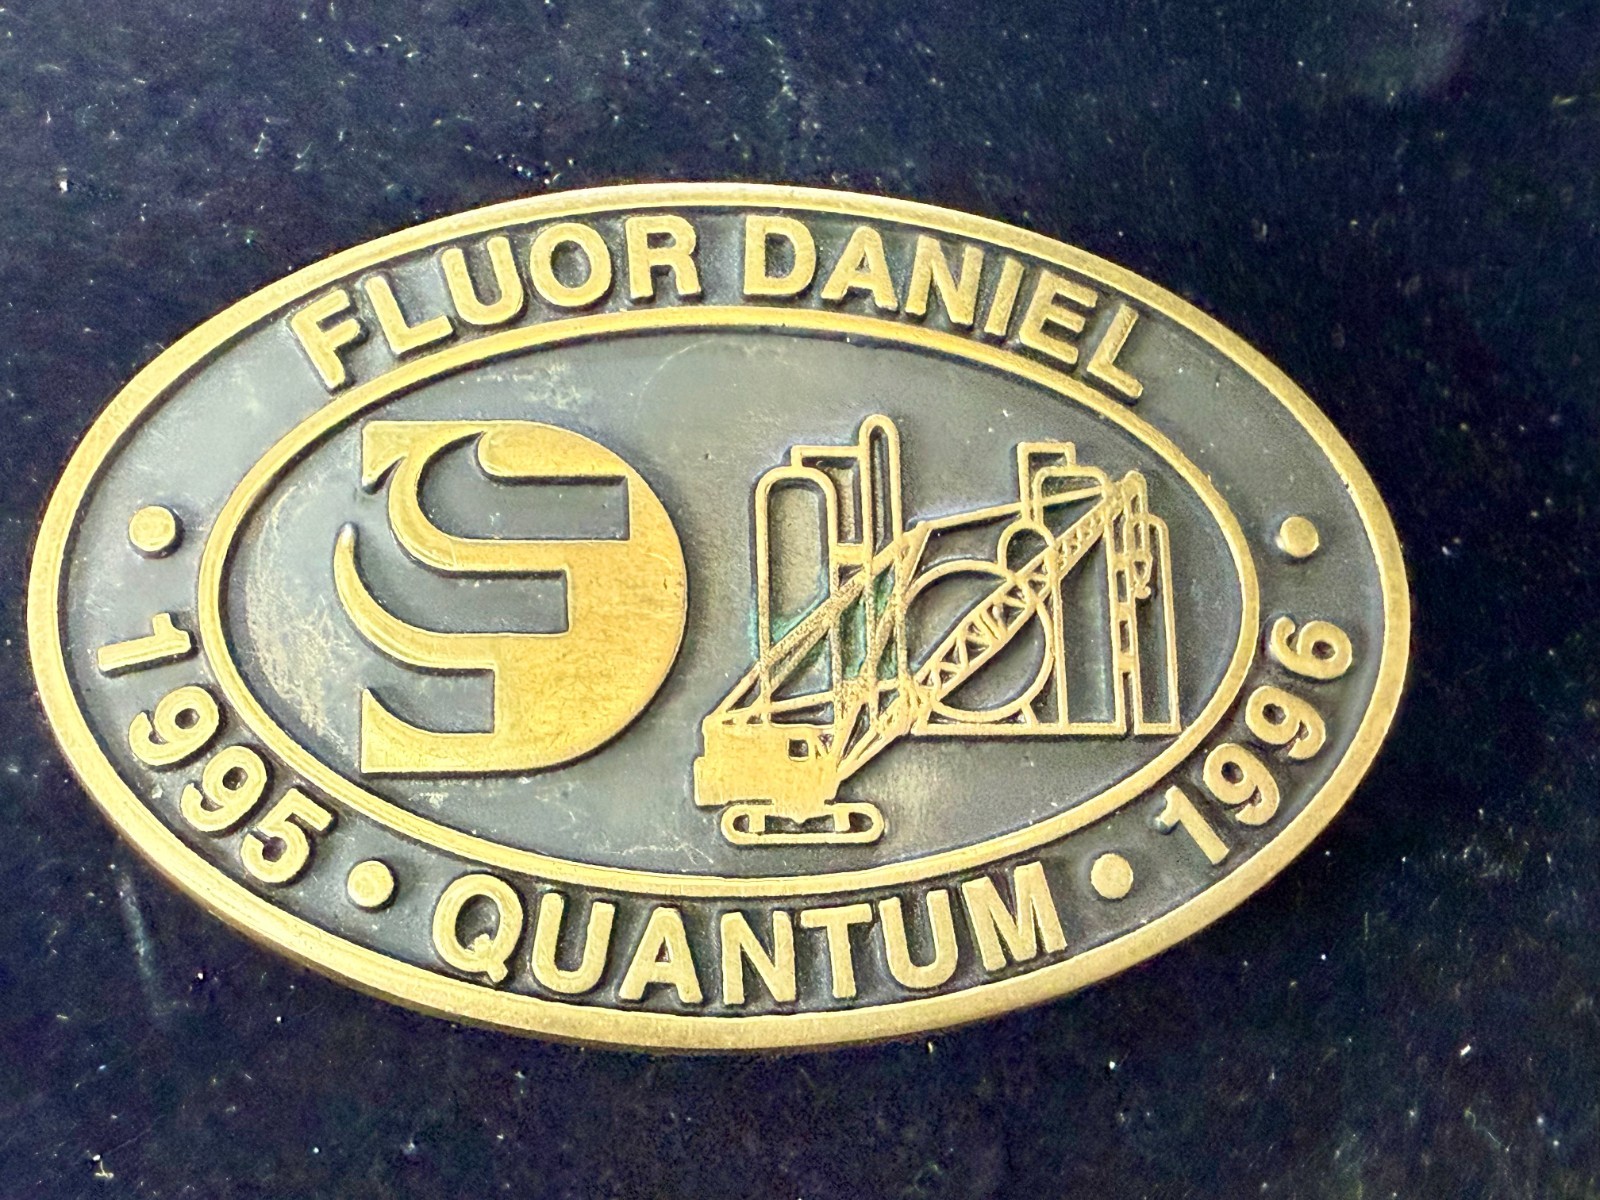 FLUOR DANIEL
1995 • QUANTUM • 1996